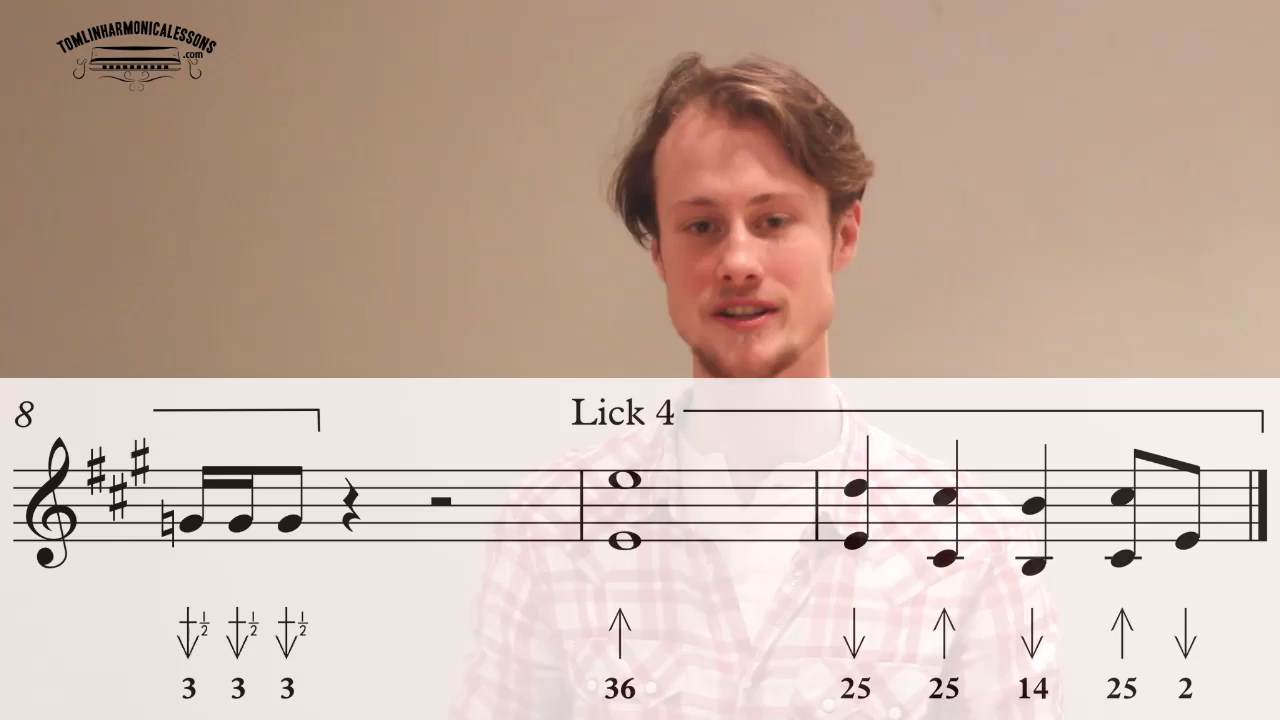 TOMLINHARMONICALESSONS
.com
8
Lick 4
1/2 1/2 1/2
3 3 3 36 25 25 14 25 2